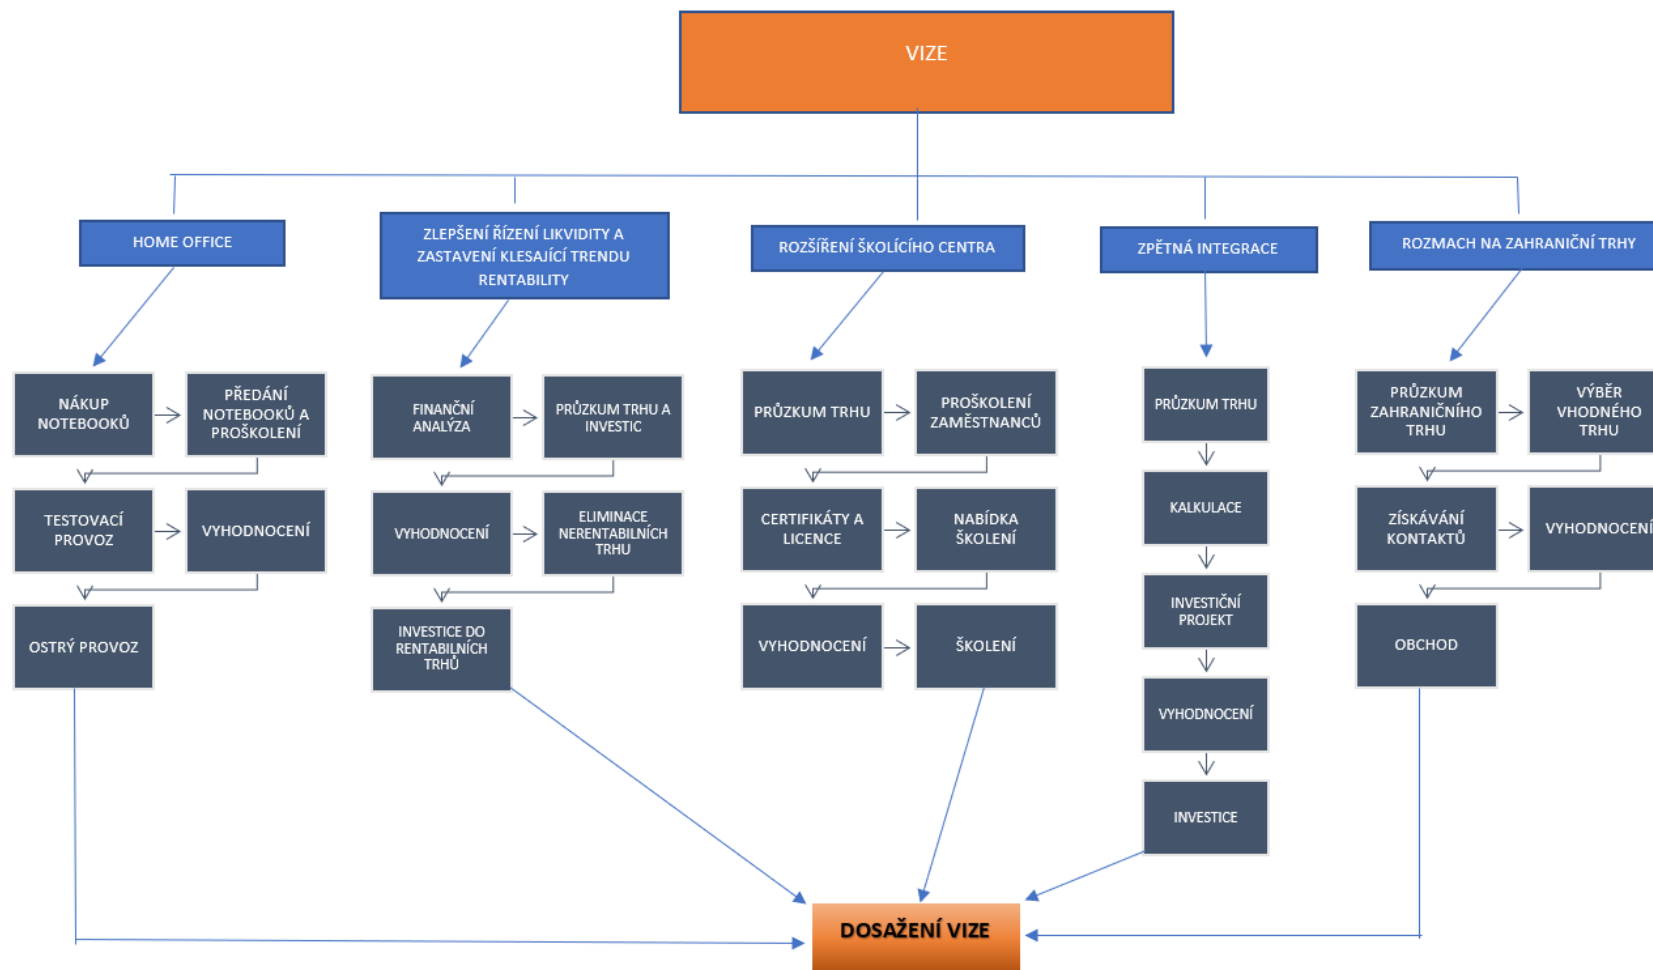 VIZE
HOME OFFICE
ZLEPŠENÍ ŘÍZENÍ LIKVIDITY A
ZASTAVENÍ KLESAJÍCÍ TRENDU
RENTABILITY
ROZŠÍŘENÍ ŠKOLÍCÍHO CENTRA
ZPĚTNÁ INTEGRACE
ROZMACH NA ZAHRANIČNÍ TRHY
NÁKUP
NOTEBOOKŮ
PŘEDÁNÍ
NOTEBOOKŮ A
PROŠKOLENÍ
TESTOVACÍ
PROVOZ
VYHODNOCENÍ
OSTRÝ PROVOZ
FINANČNÍ
ANALÝZA
PRŮZKUM TRHU A
INVESTIC
VYHODNOCENÍ
ELIMINACE
NERENTABILNÍCH
TRHU
INVESTICE DO
RENTABILNÍCH
TRHŮ
PRŮZKUM TRHU
PROŠKOLENÍ
ZAMĚSTNANCŮ
CERTIFIKÁTY A
LICENCE
NABÍDKA
ŠKOLENÍ
VYHODNOCENÍ
ŠKOLENÍ
PRŮZKUM TRHU
KALKULACE
INVESTIČNÍ
PROJEKT
VYHODNOCENÍ
INVESTICE
PRŮZKUM
ZAHRANIČNÍHO
TRHU
VÝBĚR
VHODNÉHO
TRHU
ZÍSKÁVÁNÍ
KONTAKTŮ
VYHODNOCENÍ
OBCHOD
DOSAŽENÍ VIZE